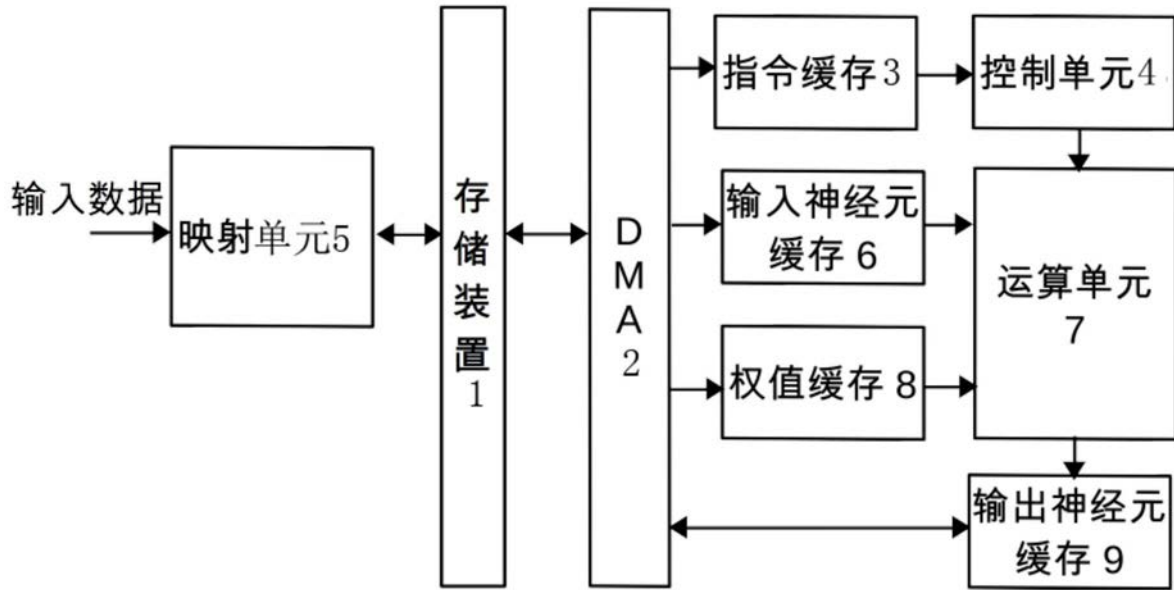 输入数据
映射单元5
存
储
装
置
1
D
M
A
2
指令缓存 3
控制单元4
输入神经元
缓存 6
权值缓存 8
运算单元
7
输出神经元
缓存 9